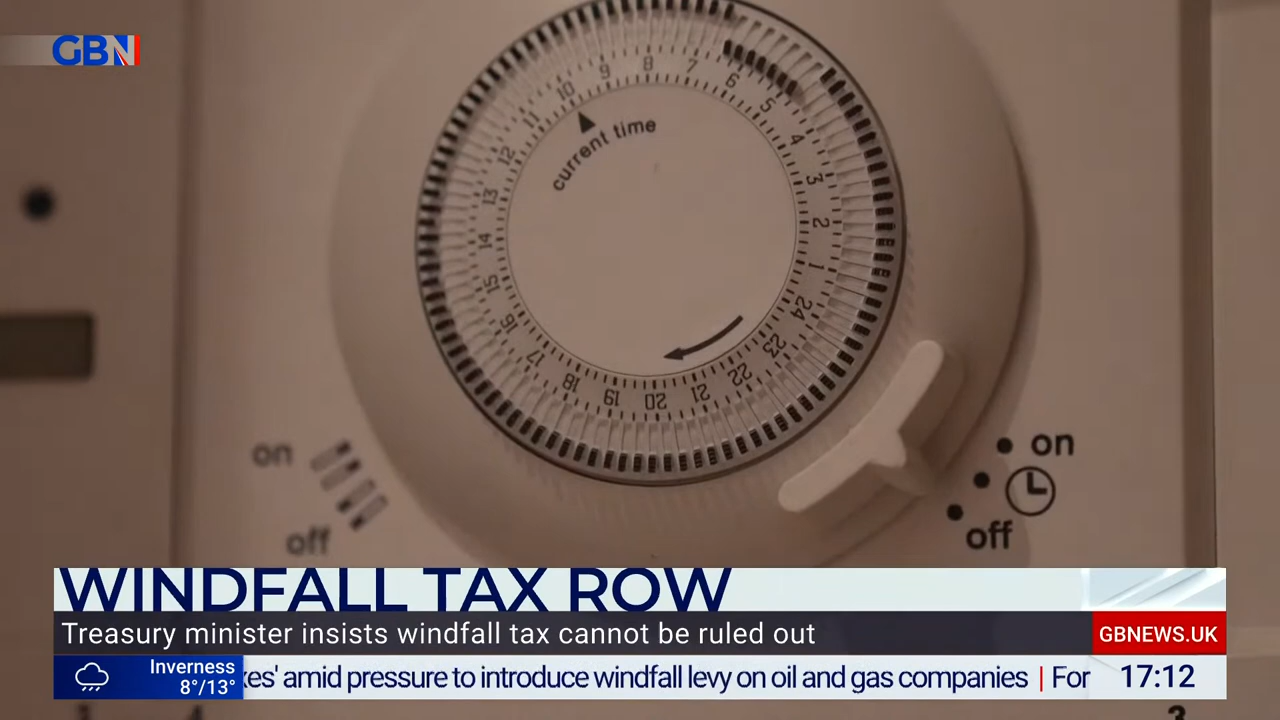 GBN
8
7
6
5
4
3
2
1
24
23
22
21
20
19
18
17
16
15
14
13
12
11
10
9
current time
on
off
on
off
WINDFALL TAX ROW
Treasury minister insists windfall tax cannot be ruled out
GBNEWS.UK
Inverness
8°/13°
xes' amid pressure to introduce windfall levy on oil and gas companies | For
17:12
3